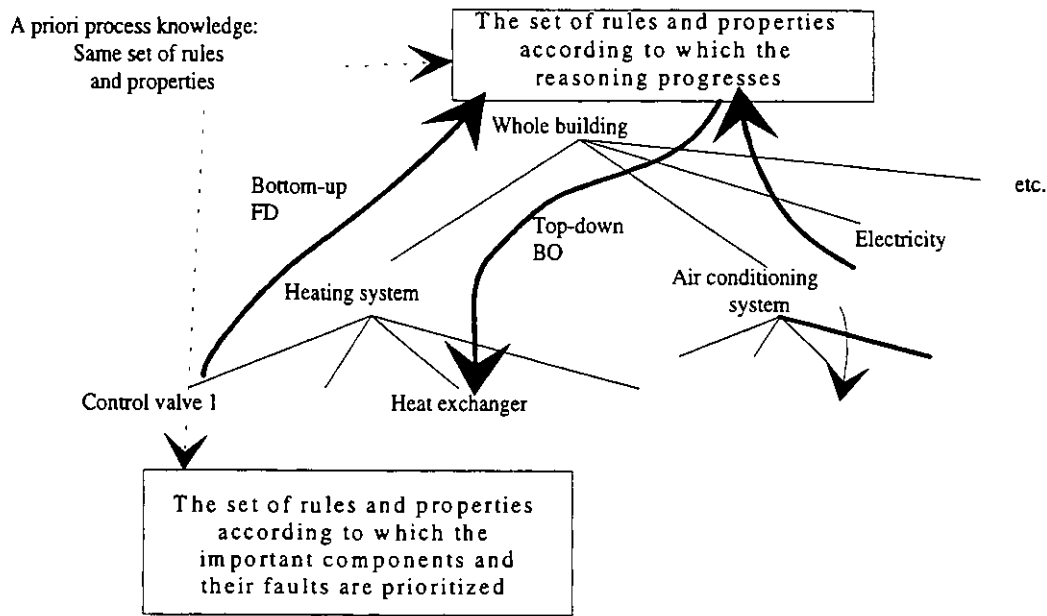 A priori process knowledge:
Same set of rules
and properties
The set of rules and properties
according to which the
reasoning progresses
Whole building
etc.
Bottom-up
FD
Top-down
BO
Electricity
Heating system
Air conditioning
system
Control valve 1
Heat exchanger
The set of rules and properties
according to which the
important components and
their faults are prioritized